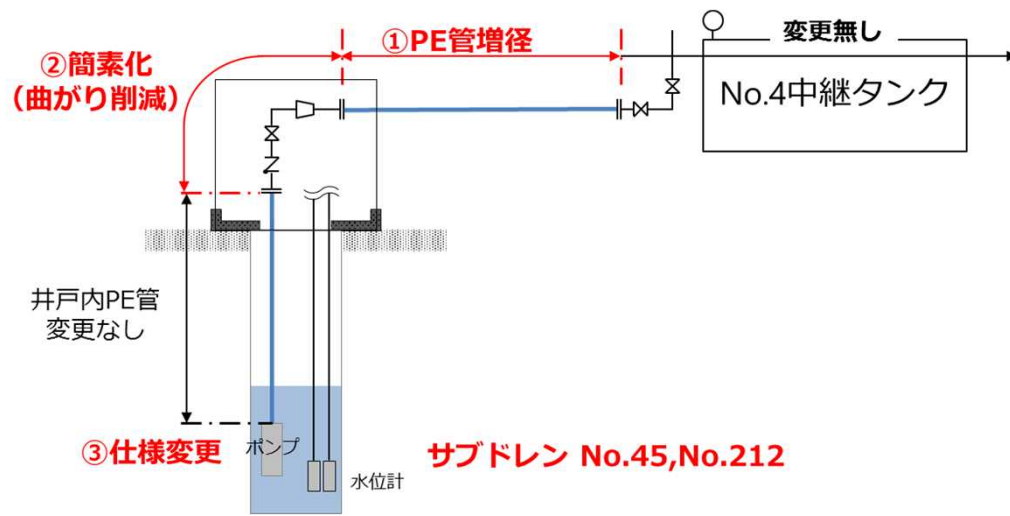 ①PE管増径
変更無し
②簡素化
（曲がり削減）
No.4中継タンク
井戸内PE管
変更なし
③仕様変更
ポンプ
水位計
サブドレン No.45,No.212